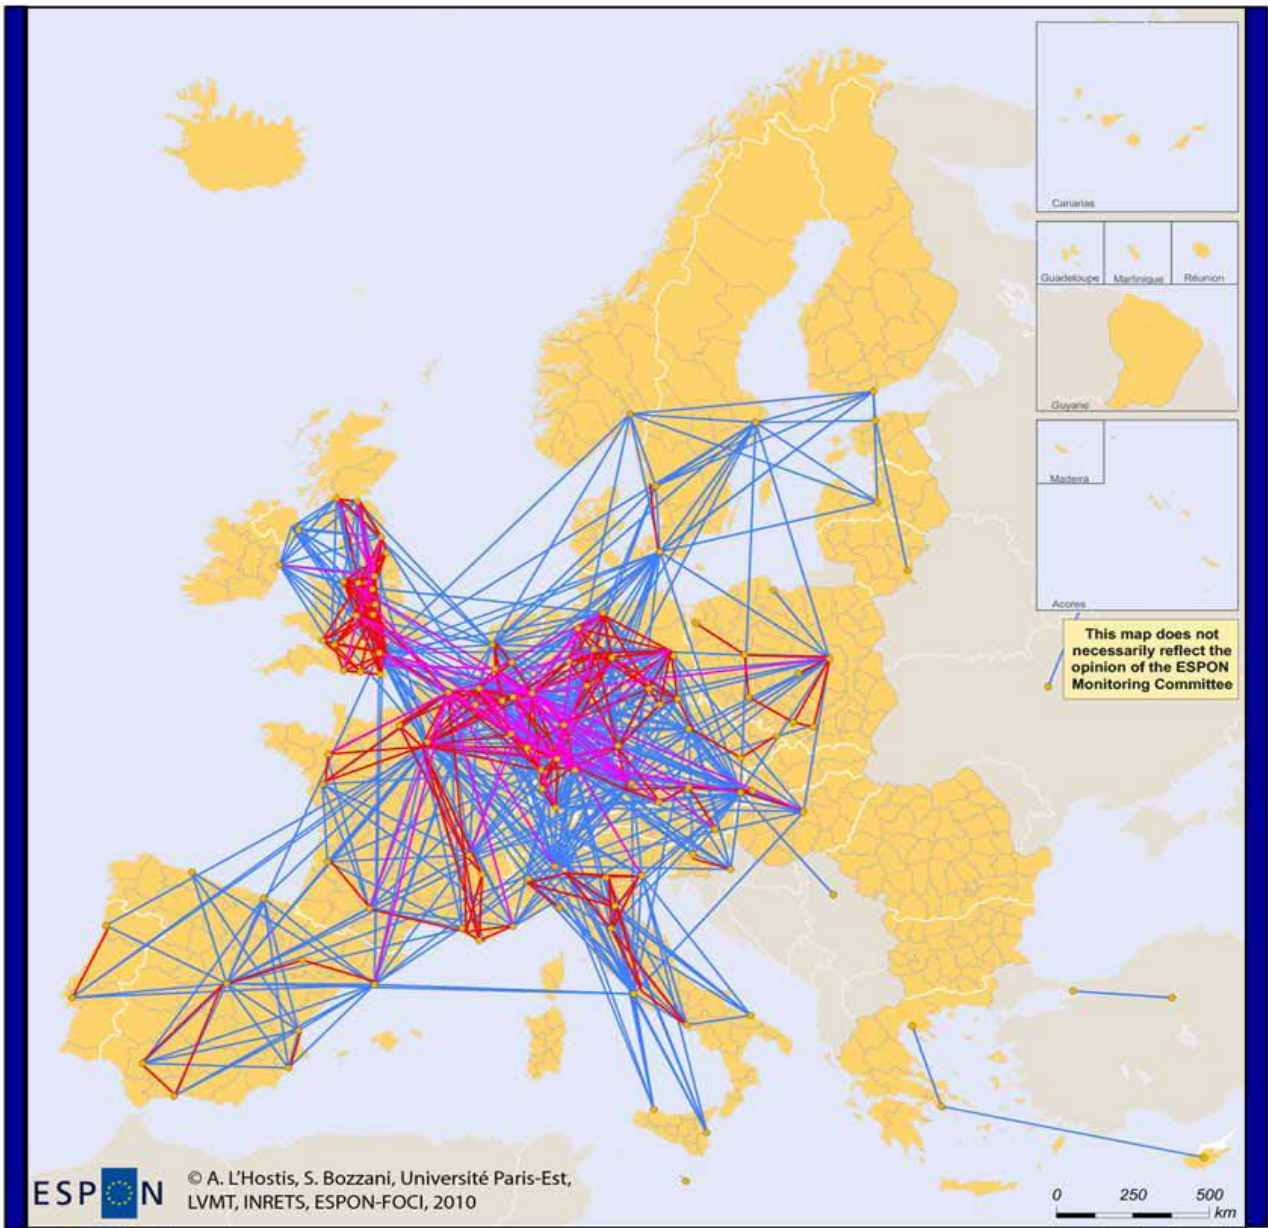 Canarias
Guadeloupe
Martinique
Réunion
Guyane
Madeira
Acores
This map does not
necessarily reflect the
opinion of the ESPON
Monitoring Committee
ESPON
© A. L'Hostis, S. Bozzani, Université Paris-Est,
LVMT, INRETS, ESPON-FOCI, 2010
0 250 500
km